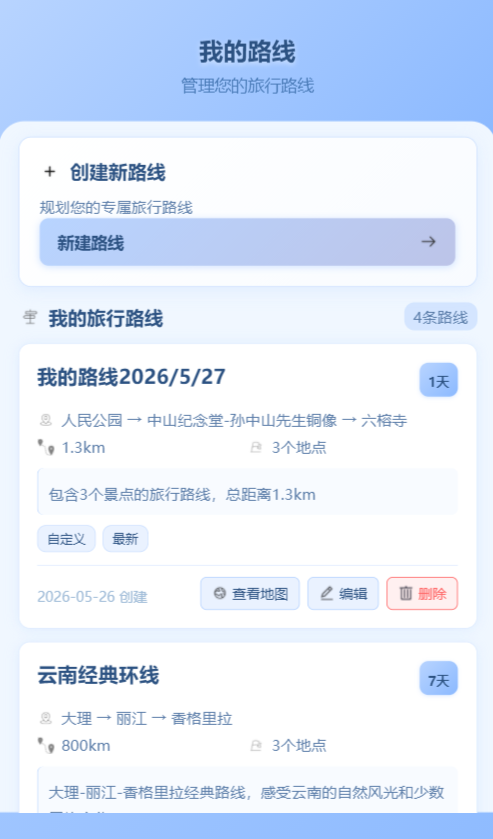 我的路线
管理您的旅行路线
+ 创建新路线
规划您的专属旅行路线
新建路线 →
我的旅行路线 4条路线
我的路线2026/5/27 1天
人民公园 → 中山纪念堂-孙中山先生铜像 → 六榕寺
1.3km 3个地点
包含3个景点的旅行路线，总距离1.3km
自定义 最新
2026-05-26 创建 查看地图 编辑 删除
云南经典环线 7天
大理 → 丽江 → 香格里拉
800km 3个地点
大理-丽江-香格里拉经典路线，感受云南的自然风光和少数